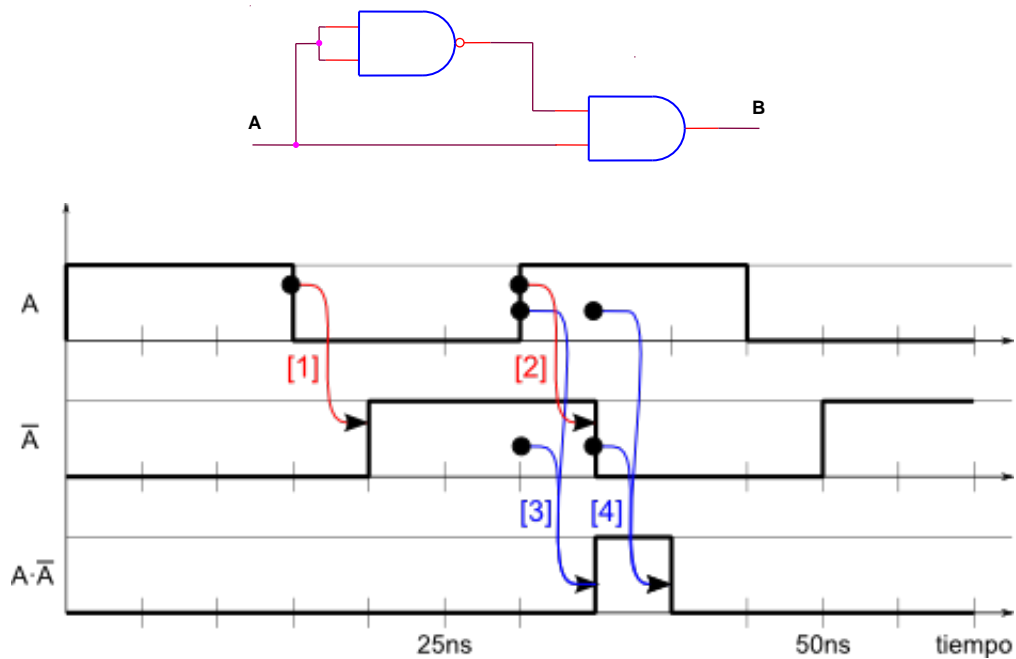 A
B
A
[1]
[2]
A̅
[3]
[4]
A·A̅
25ns
50ns
tiempo